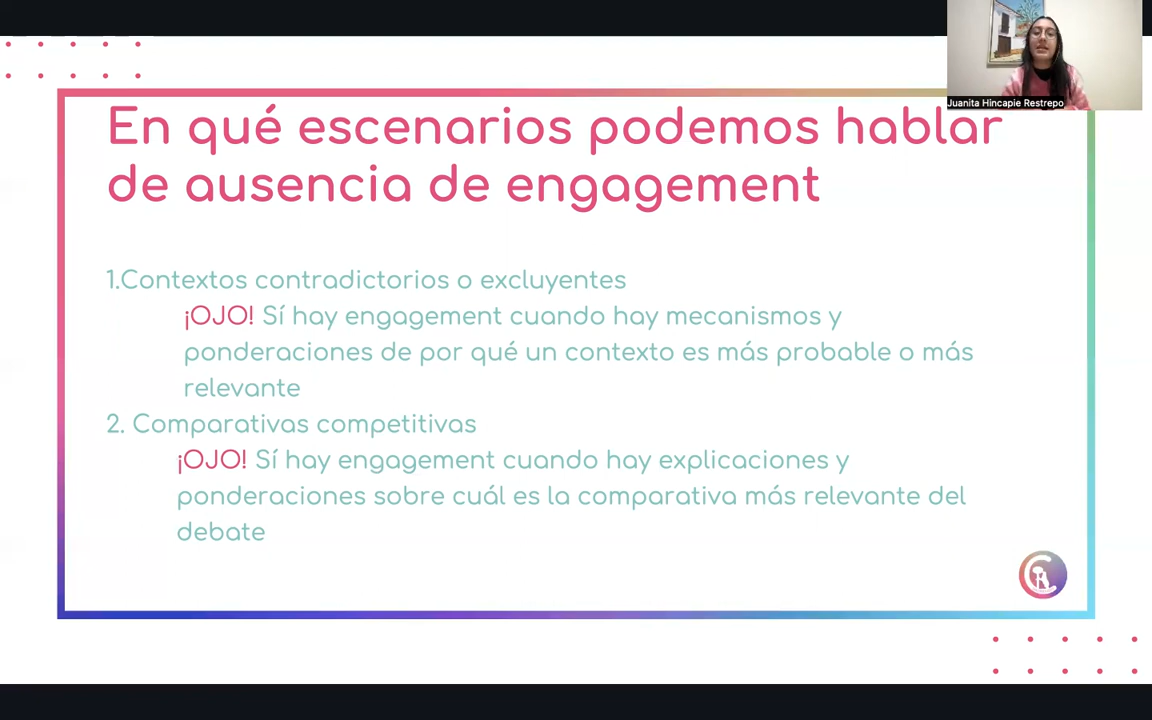 Juanita Hincapie Restrepo
En qué escenarios podemos hablar
de ausencia de engagement
1.Contextos contradictorios o excluyentes
¡OJO! Sí hay engagement cuando hay mecanismos y
ponderaciones de por qué un contexto es más probable o más
relevante
2. Comparativas competitivas
¡OJO! Sí hay engagement cuando hay explicaciones y
ponderaciones sobre cuál es la comparativa más relevante del
debate